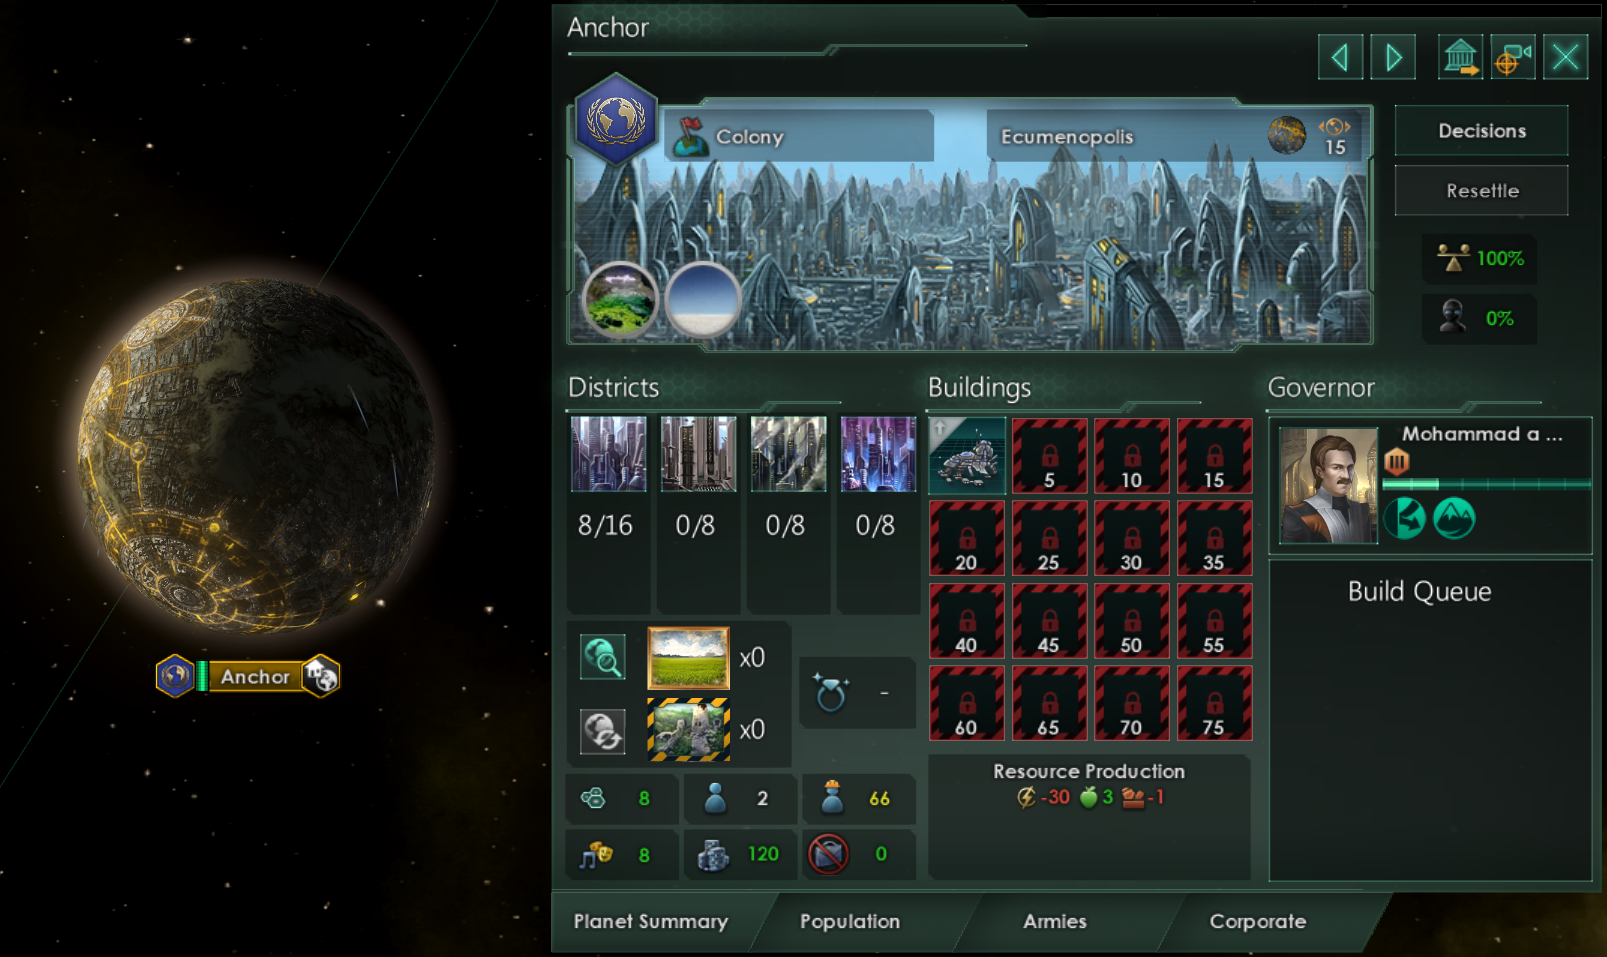 Anchor
Colony
Ecumenopolis
15
Decisions
Resettle
100%
0%
Districts
Buildings
Governor
8/16
0/8
0/8
0/8
5
10
15
20
25
30
35
40
45
50
55
60
65
70
75
Mohammad a ...
III
Build Queue
x0
x0
-
8
2
66
8
120
0
Resource Production
-30 3 -1
Anchor
Planet Summary
Population
Armies
Corporate